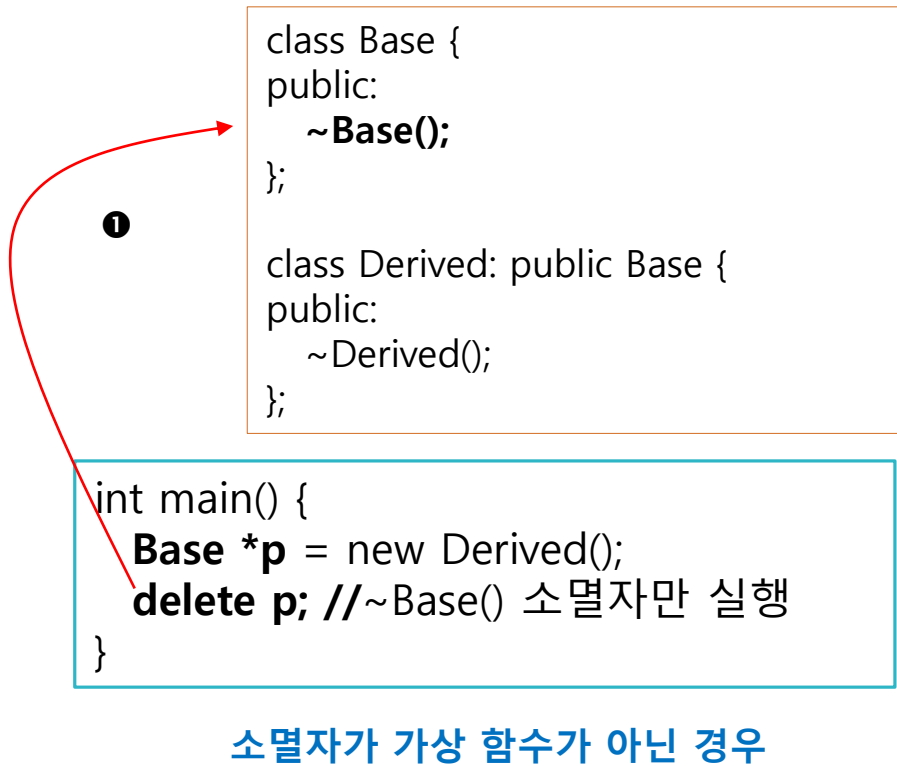 class Base {
public:
~Base();
};
❶
class Derived: public Base {
public:
~Derived();
};
int main() {
Base *p = new Derived();
delete p; //~Base() 소멸자만 실행
}
소멸자가 가상 함수가 아닌 경우